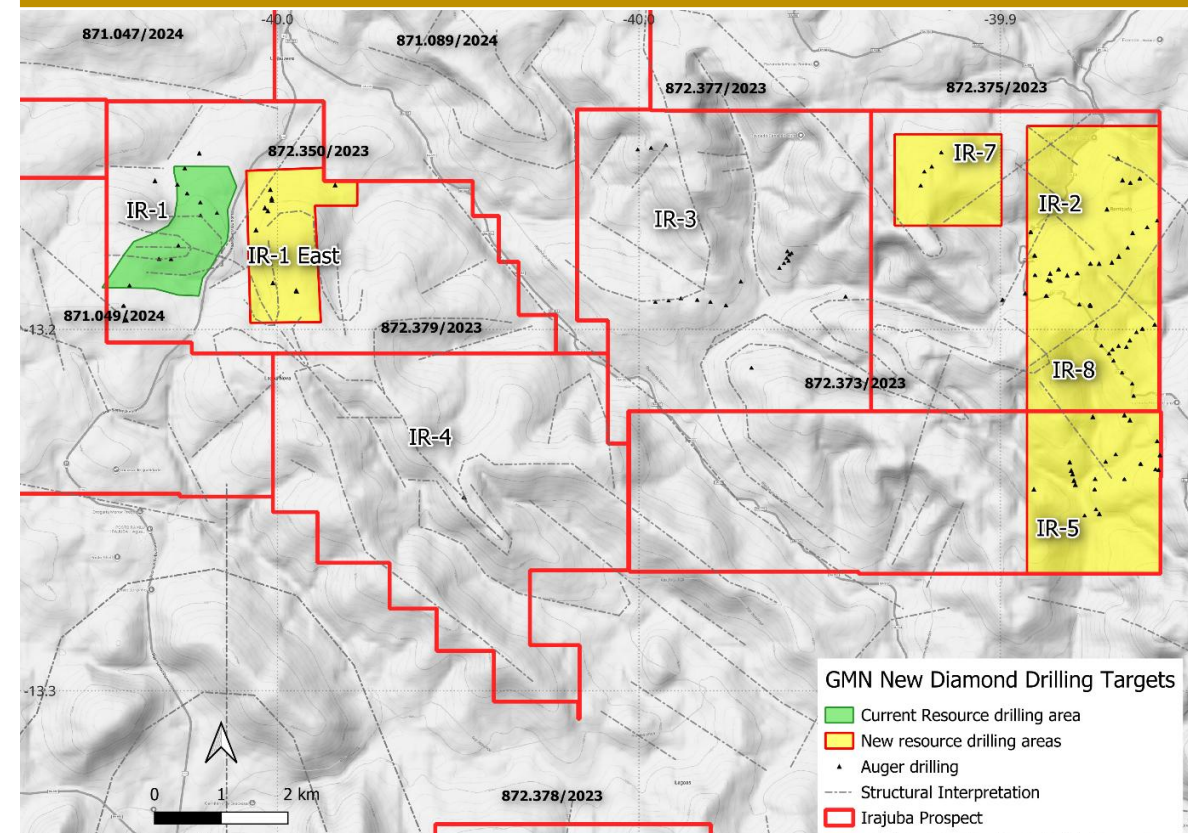 -40.0
-40.0
-39.9
871.047/2024
871.089/2024
872.377/2023
872.375/2023
872.350/2023
IR-7
IR-1
IR-3
IR-2
IR-1 East
871.049/2024
-13.2
872.379/2023
IR-8
872.373/2023
IR-4
IR-5
-13.3
872.378/2023
0 1 2 km
GMN New Diamond Drilling Targets
Current Resource drilling area
New resource drilling areas
Auger drilling
Structural Interpretation
Irajuba Prospect